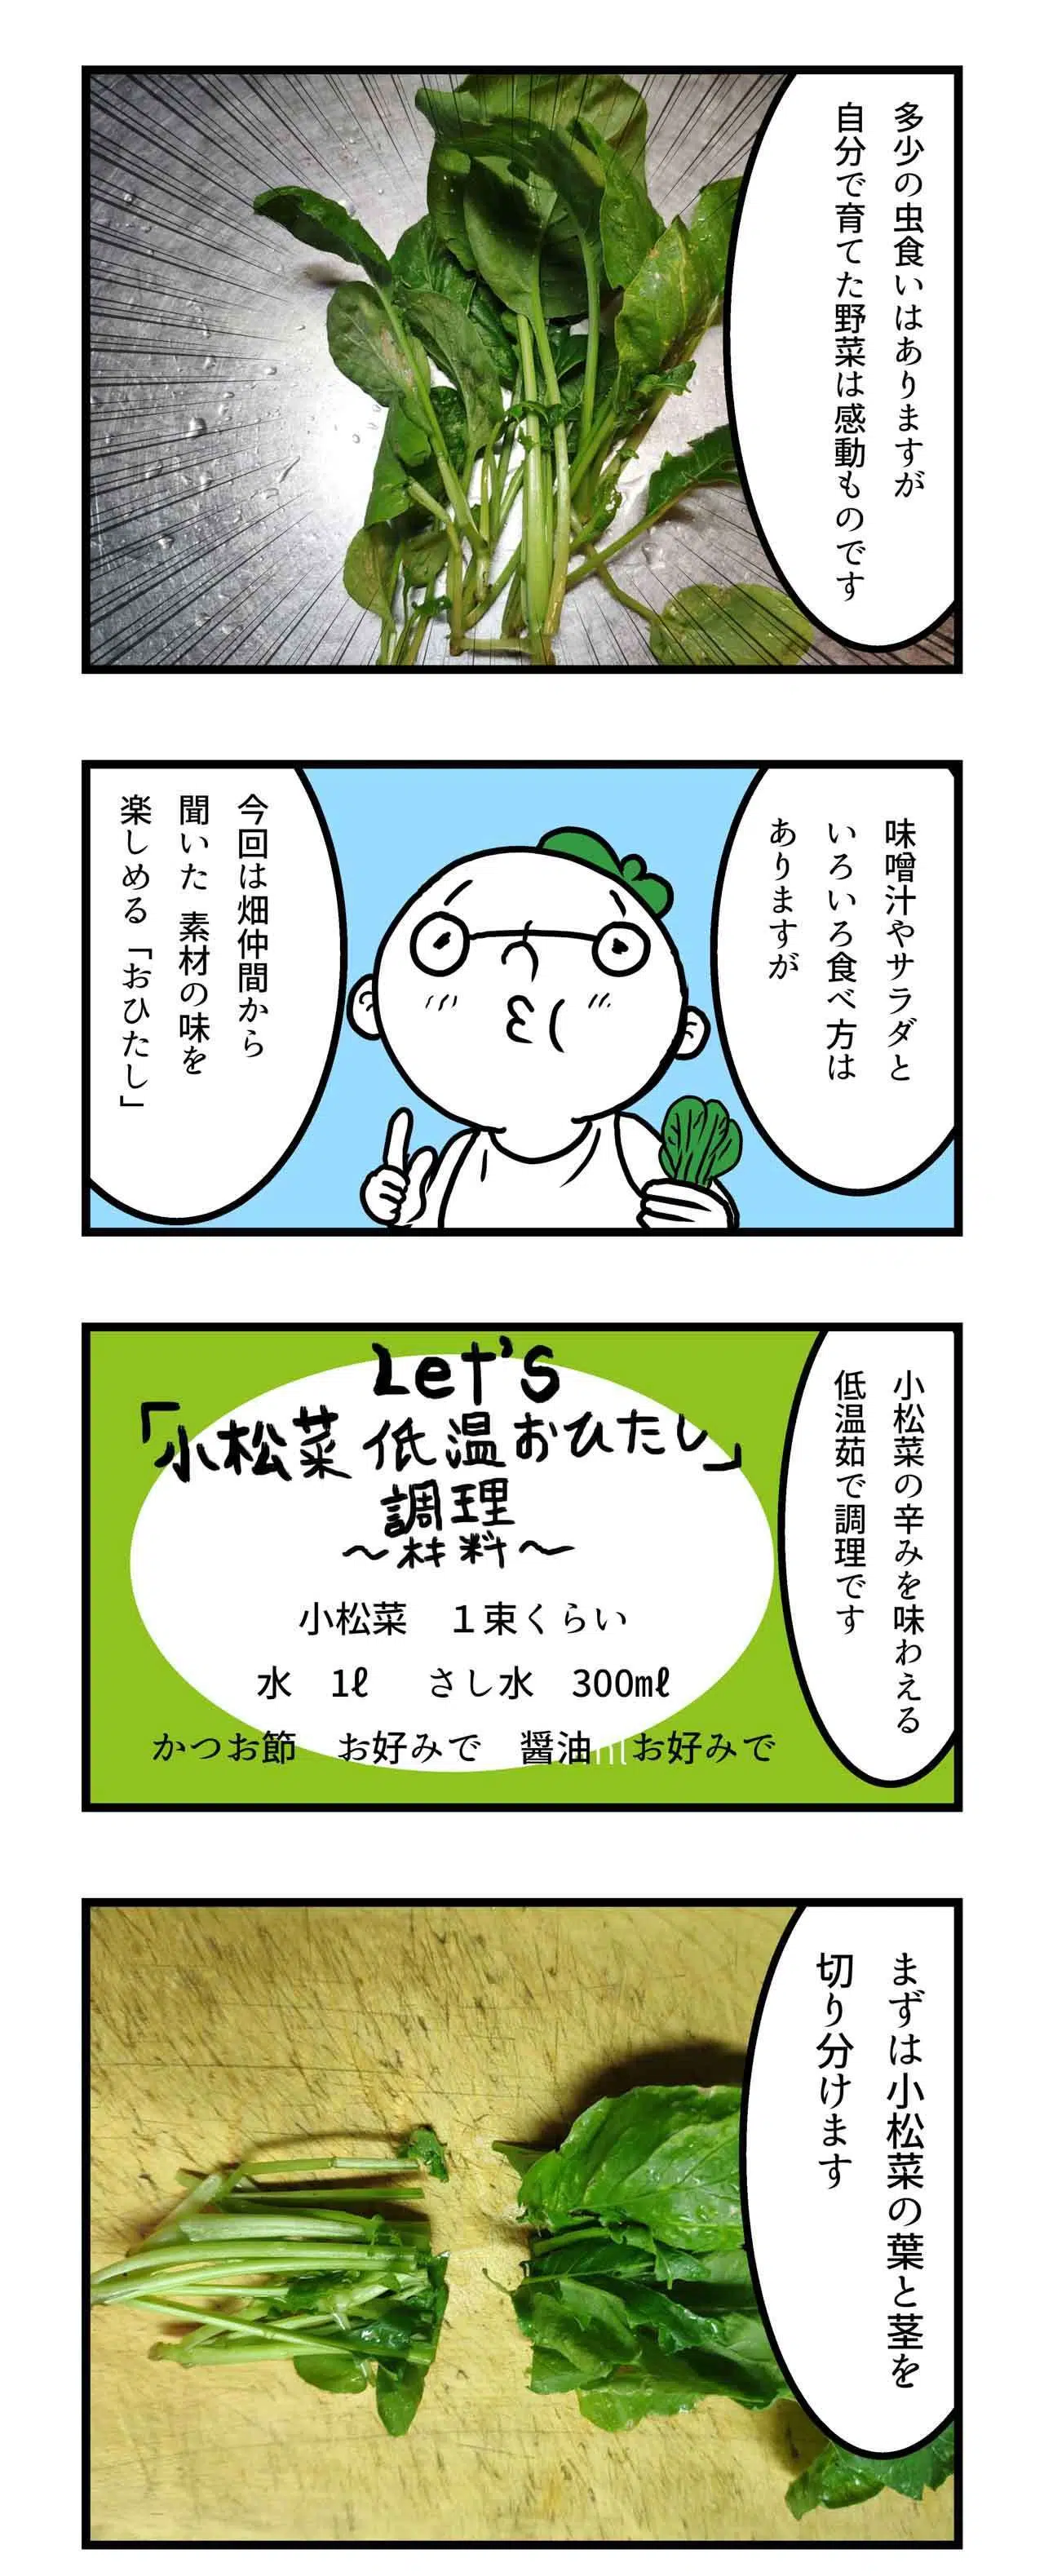 多少の虫食いはありますが
自分で育てた野菜は感動ものです
味噌汁やサラダと
いろいろ食べ方は
ありますが
今回は畑仲間から
聞いた 素材の味を
楽しめる「おひたし」
小松菜の辛みを味わえる
低温茹で調理です
Let's
「小松菜 低温おひたし」
調理
～材料～
小松菜　１束くらい
水　1ℓ　さし水　300㎖
かつお節　お好みで　醤油　お好みで
まずは小松菜の葉と茎を
切り分けます